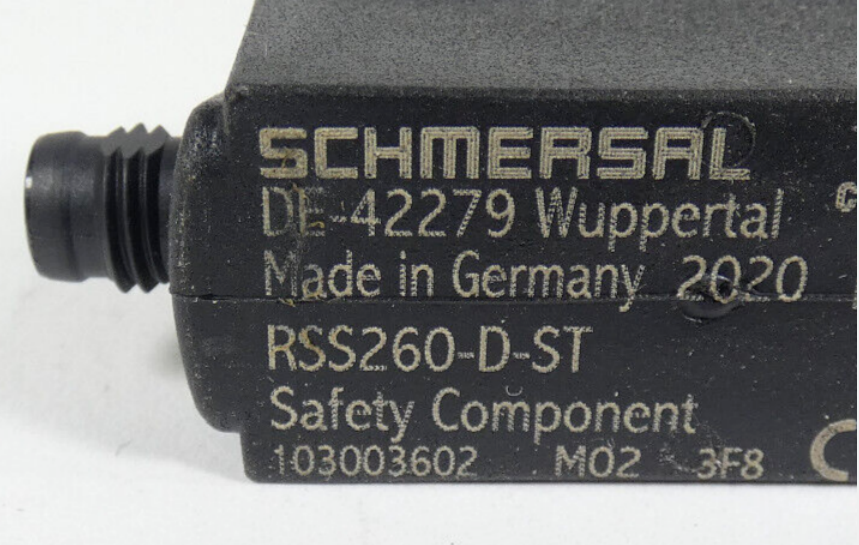 SCHMERSAL
DE-42279 Wuppertal
Made in Germany 2020
RSS260-D-ST
Safety Component
103003602 M02 3F8